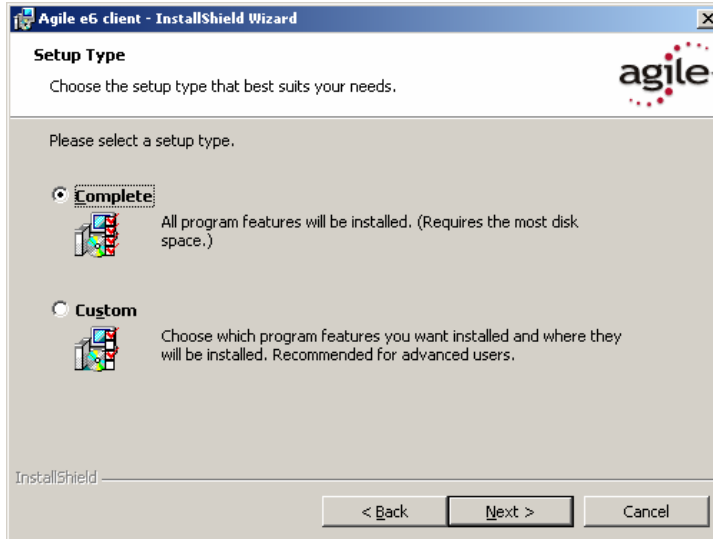 Agile e6 client - InstallShield Wizard
Setup Type
Choose the setup type that best suits your needs.
agile
Please select a setup type.
Complete
All program features will be installed. (Requires the most disk
space.)
Custom
Choose which program features you want installed and where they
will be installed. Recommended for advanced users.
InstallShield
< Back
Next >
Cancel